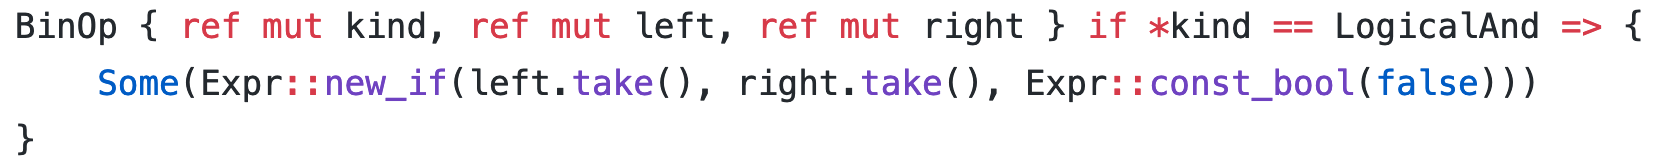 BinOp { ref mut kind, ref mut left, ref mut right } if *kind == LogicalAnd => {
    Some(Expr::new_if(left.take(), right.take(), Expr::const_bool(false)))
}